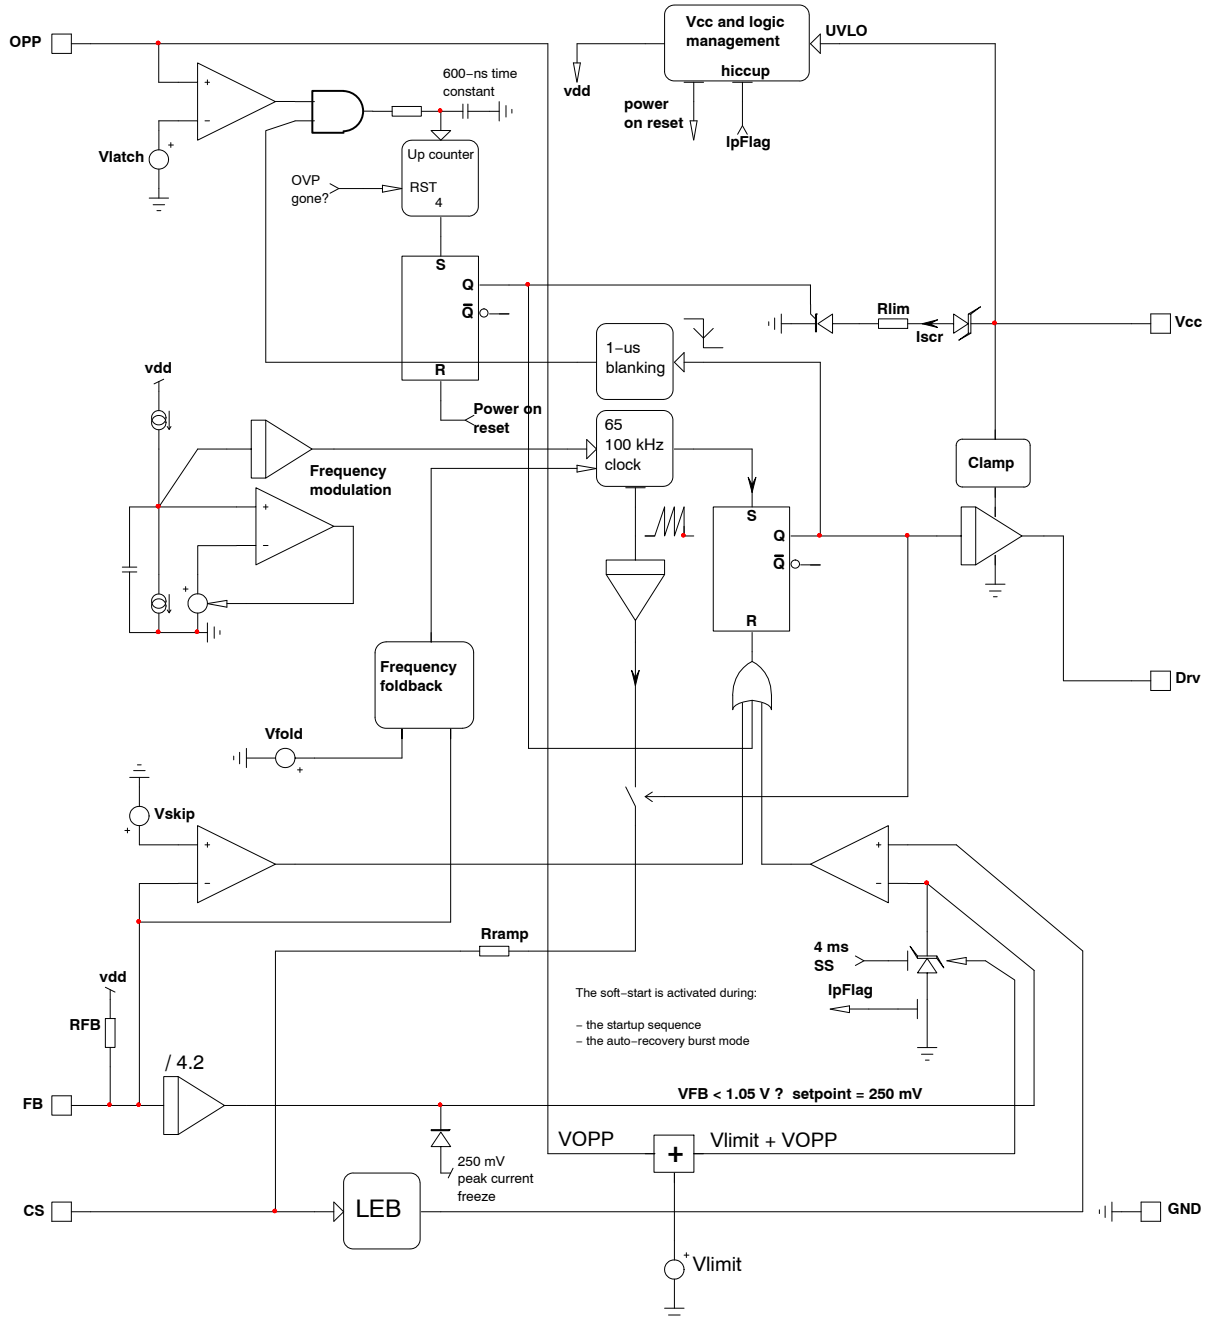 OPP
Vcc and logic
management
hiccup
UVLO
vdd
power
on reset
IpFlag
600−ns time
constant
+
−
Vlatch
+
Up counter
RST
4
OVP
gone?
S
Q
Q
R
Power on
reset
1−us
blanking
Rlim
Iscr
Vcc
vdd
65
100 kHz
clock
Frequency
modulation
+
−
+
Clamp
S
Q
Q
R
Drv
Frequency
foldback
Vfold
+
Vskip
+
+
−
+
−
Rramp
4 ms
SS
IpFlag
vdd
RFB
The soft−start is activated during:
− the startup sequence
− the auto−recovery burst mode
/ 4.2
FB
VFB < 1.05 V ? setpoint = 250 mV
250 mV
peak current
freeze
VOPP
+
Vlimit + VOPP
CS
LEB
GND
+
Vlimit